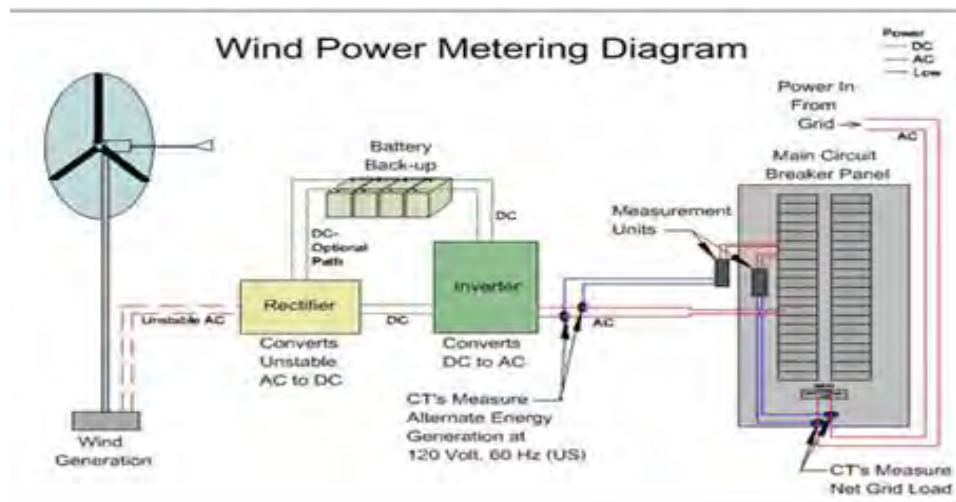 Wind Power Metering Diagram
Power
DC
AC
Low
Power In
From
Grid
AC
Main Circuit
Breaker Panel
Battery
Back-up
Measurement
Units
DC
DC-
Optional
Path
Rectifier
Inverter
Unstable AC
DC
AC
Converts
Unstable
AC to DC
Converts
DC to AC
CT's Measure
Alternate Energy
Generation at
120 Volt, 60 Hz (US)
Wind
Generation
CT's Measure
Net Grid Load